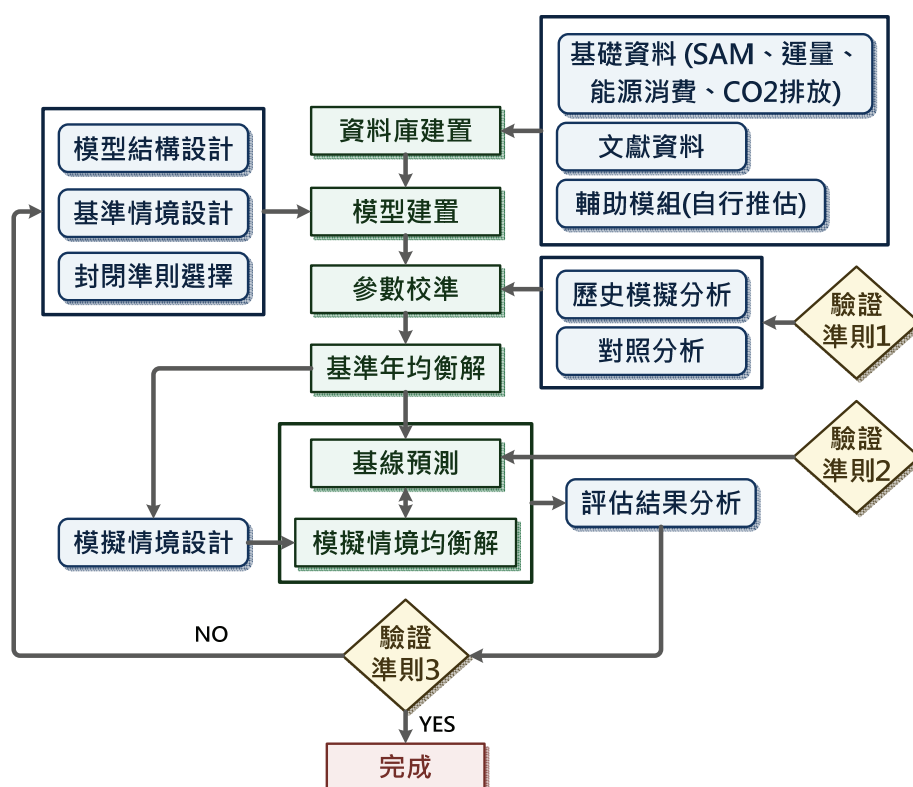 基礎資料 (SAM、運量、
能源消費、CO2排放)
文獻資料
輔助模組(自行推估)
資料庫建置
模型結構設計
基準情境設計
封閉準則選擇
模型建置
參數校準
歷史模擬分析
對照分析
驗證
準則1
基準年均衡解
驗證
準則2
基線預測
模擬情境設計
模擬情境均衡解
評估結果分析
NO
驗證
準則3
YES
完成